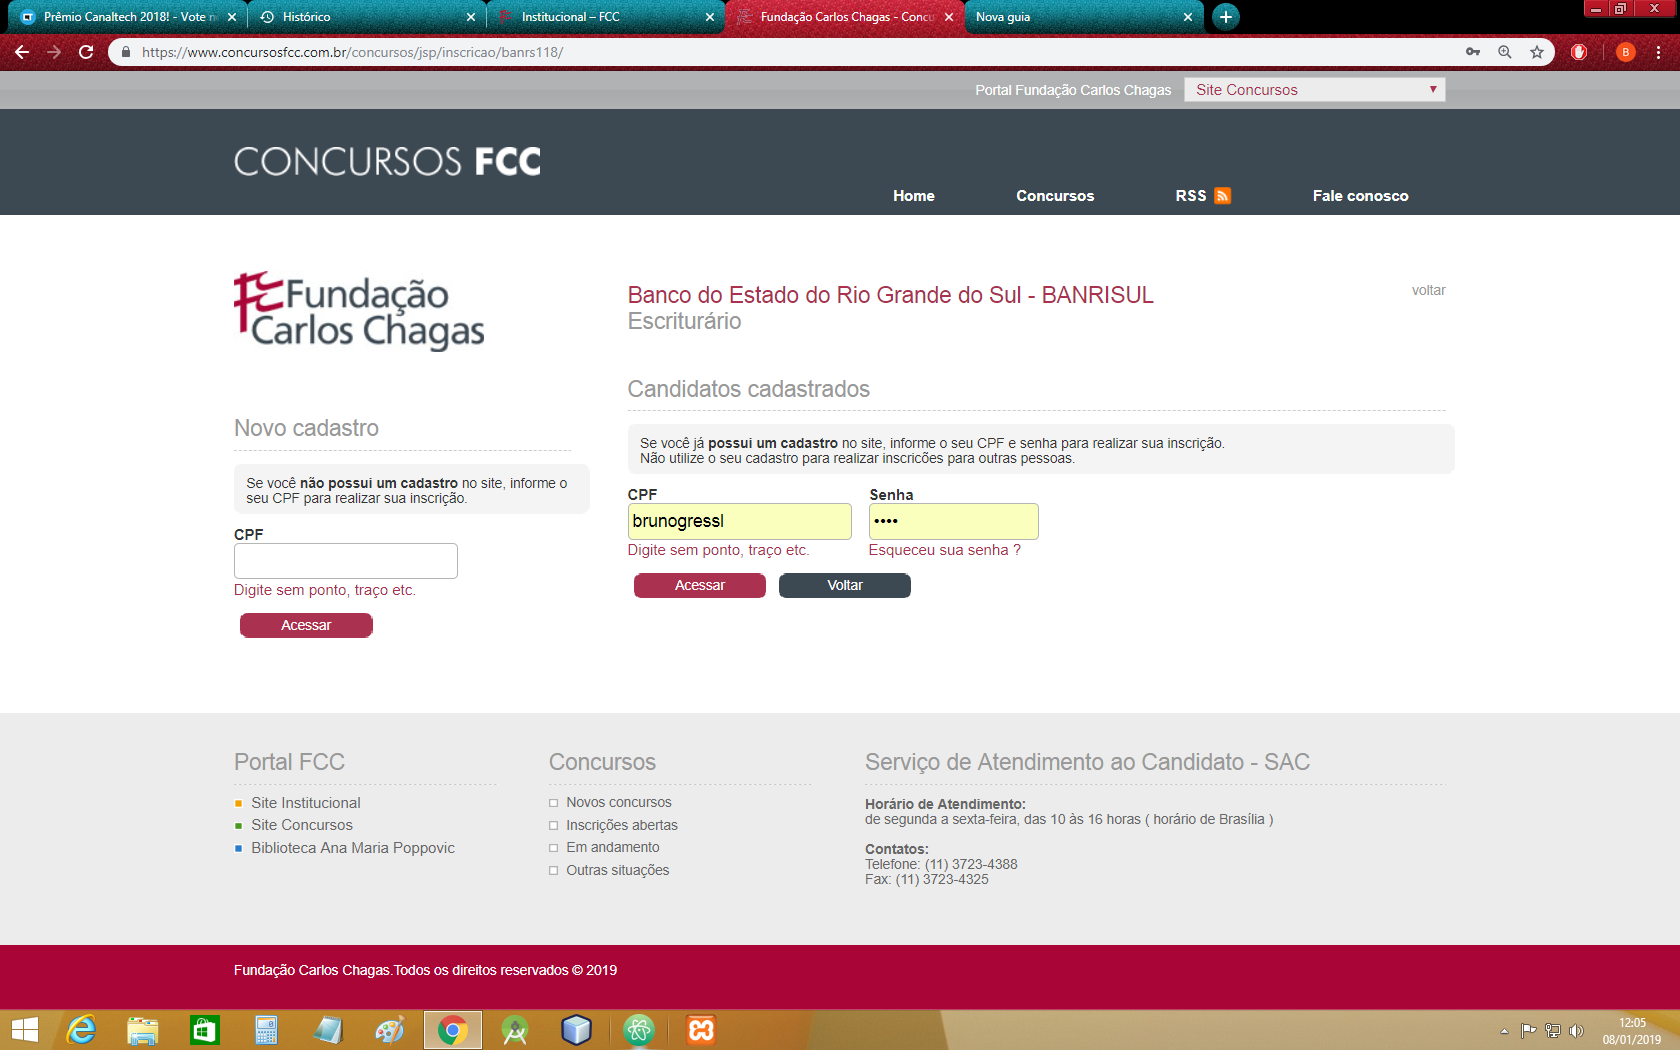 Prêmio Canaltech 2018! - Vote n
Histórico
Institucional – FCC
Fundação Carlos Chagas - Concu
Nova guia
https://www.concursosfcc.com.br/concursos/jsp/inscricao/banrs118/
B
Portal Fundação Carlos Chagas
Site Concursos
CONCURSOS FCC
Home
Concursos
RSS
Fale conosco
Fundação
Carlos Chagas
Banco do Estado do Rio Grande do Sul - BANRISUL
voltar
Escriturário
Novo cadastro
Se você não possui um cadastro no site, informe o
seu CPF para realizar sua inscrição.
CPF
Digite sem ponto, traço etc.
Acessar
Candidatos cadastrados
Se você já possui um cadastro no site, informe o seu CPF e senha para realizar sua inscrição.
Não utilize o seu cadastro para realizar inscricões para outras pessoas.
CPF
Senha
brunogressl
••••
Digite sem ponto, traço etc.
Esqueceu sua senha ?
Acessar
Voltar
Portal FCC
Site Institucional
Site Concursos
Biblioteca Ana Maria Poppovic
Concursos
Novos concursos
Inscrições abertas
Em andamento
Outras situações
Serviço de Atendimento ao Candidato - SAC
Horário de Atendimento:
de segunda a sexta-feira, das 10 às 16 horas ( horário de Brasília )
Contatos:
Telefone: (11) 3723-4388
Fax: (11) 3723-4325
Fundação Carlos Chagas.Todos os direitos reservados © 2019
12:05
08/01/2019